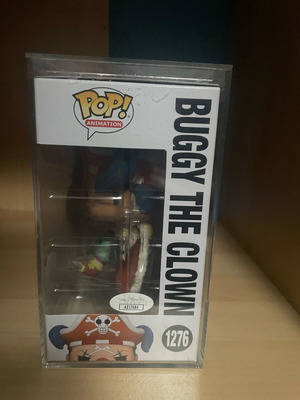 POP!
ANIMATION
BUGGY THE CLOWN
1276